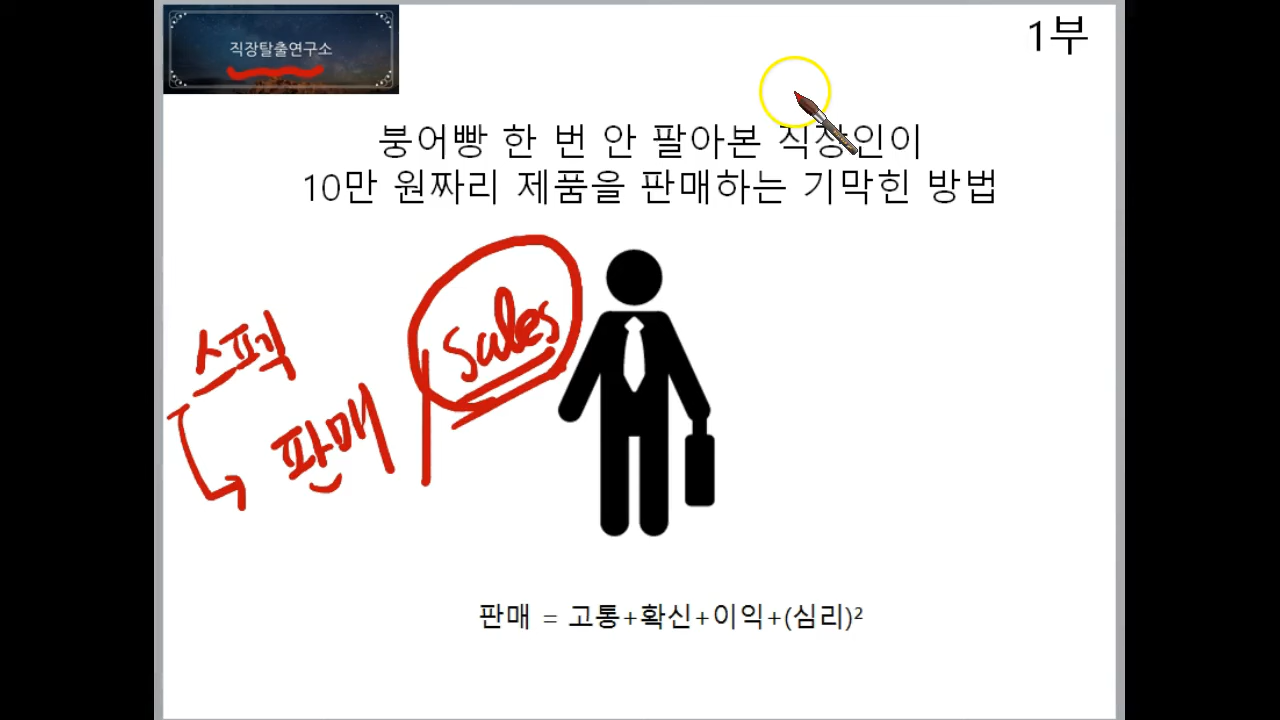 직장탈출연구소
1부
붕어빵 한 번 안 팔아본 직장인이
10만 원짜리 제품을 판매하는 기막힌 방법
sales
스펙
판매
판매 = 고통+확신+이익+(심리)²